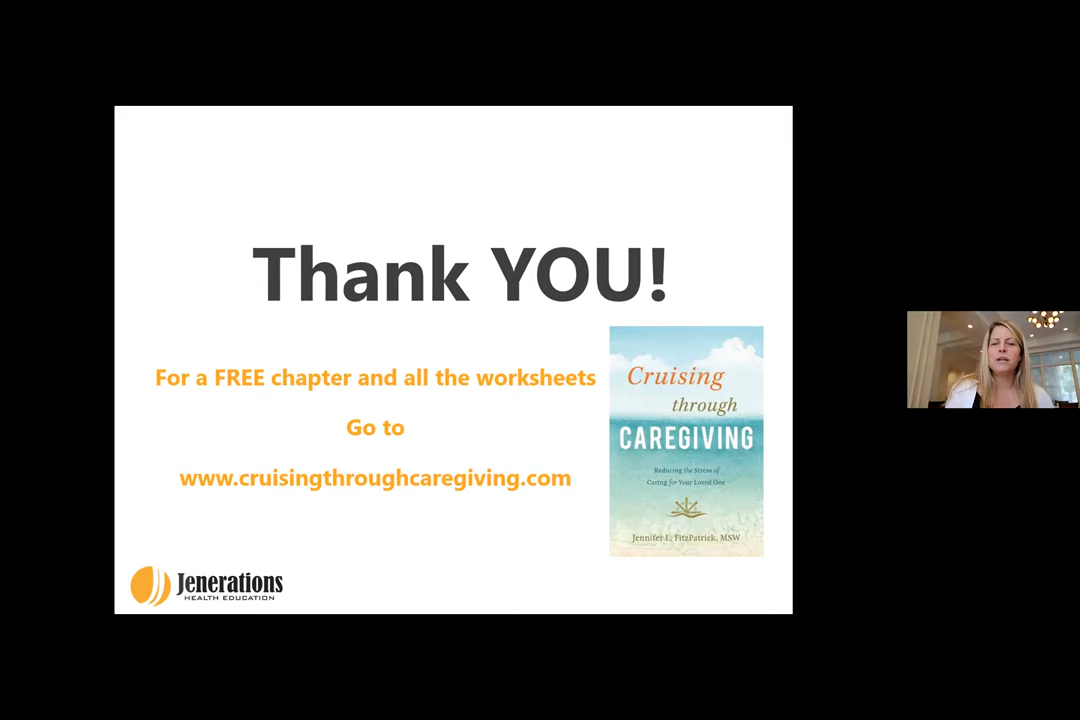 Thank YOU!
For a FREE chapter and all the worksheets
Go to
www.cruisingthroughcaregiving.com
Cruising
through
CAREGIVING
Reducing the Stress of
Caring for Your Loved One
Jennifer L. FitzPatrick, MSW
Jenerations
HEALTH EDUCATION